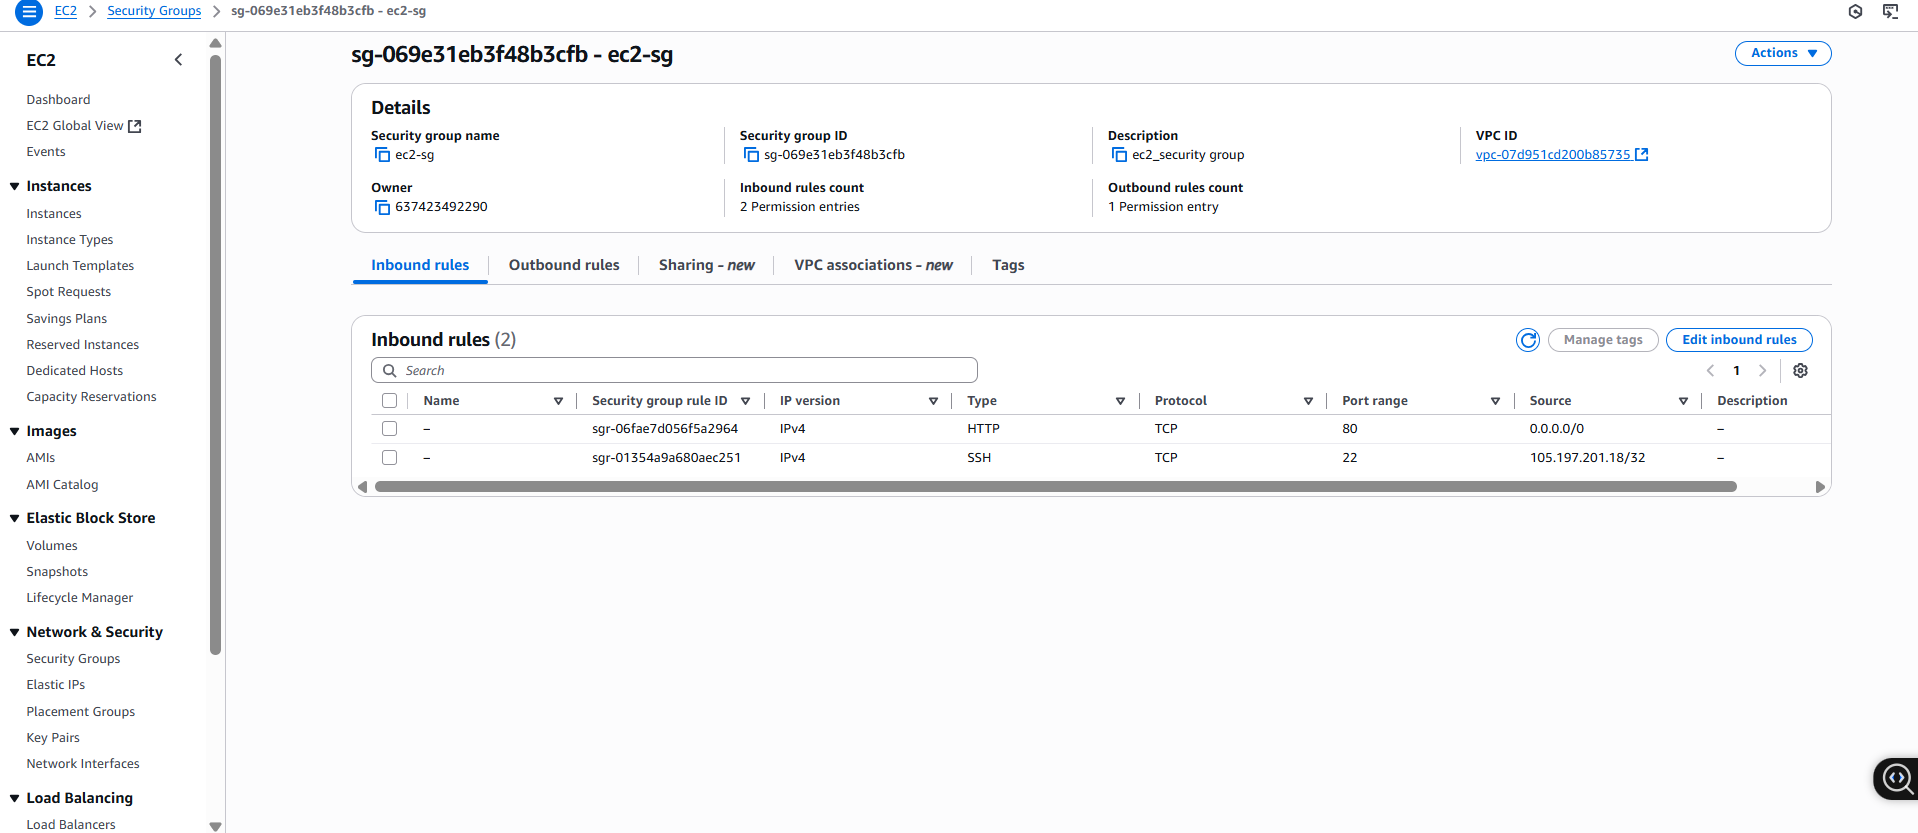 EC2 > Security Groups > sg-069e31eb3f48b3cfb - ec2-sg
EC2
Dashboard
EC2 Global View
Events
Instances
Instances
Instance Types
Launch Templates
Spot Requests
Savings Plans
Reserved Instances
Dedicated Hosts
Capacity Reservations
Images
AMIs
AMI Catalog
Elastic Block Store
Volumes
Snapshots
Lifecycle Manager
Network & Security
Security Groups
Elastic IPs
Placement Groups
Key Pairs
Network Interfaces
Load Balancing
Load Balancers
sg-069e31eb3f48b3cfb - ec2-sg
Actions
Details
Security group name
ec2-sg
Security group ID
sg-069e31eb3f48b3cfb
Description
ec2_security group
VPC ID
vpc-07d951cd200b85735
Owner
637423492290
Inbound rules count
2 Permission entries
Outbound rules count
1 Permission entry
Inbound rules Outbound rules Sharing - new VPC associations - new Tags
Inbound rules (2)
Manage tags Edit inbound rules
Search
1
Name Security group rule ID IP version Type Protocol Port range Source Description
– sgr-06fae7d056f5a2964 IPv4 HTTP TCP 80 0.0.0.0/0 –
– sgr-01354a9a680aec251 IPv4 SSH TCP 22 105.197.201.18/32 –